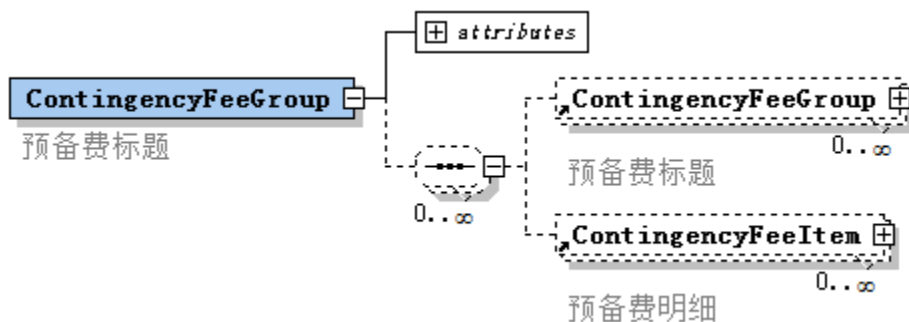 attributes
ContingencyFeeGroup
预备费标题
0..∞
ContingencyFeeGroup
0..∞
预备费标题
ContingencyFeeItem
0..∞
预备费明细